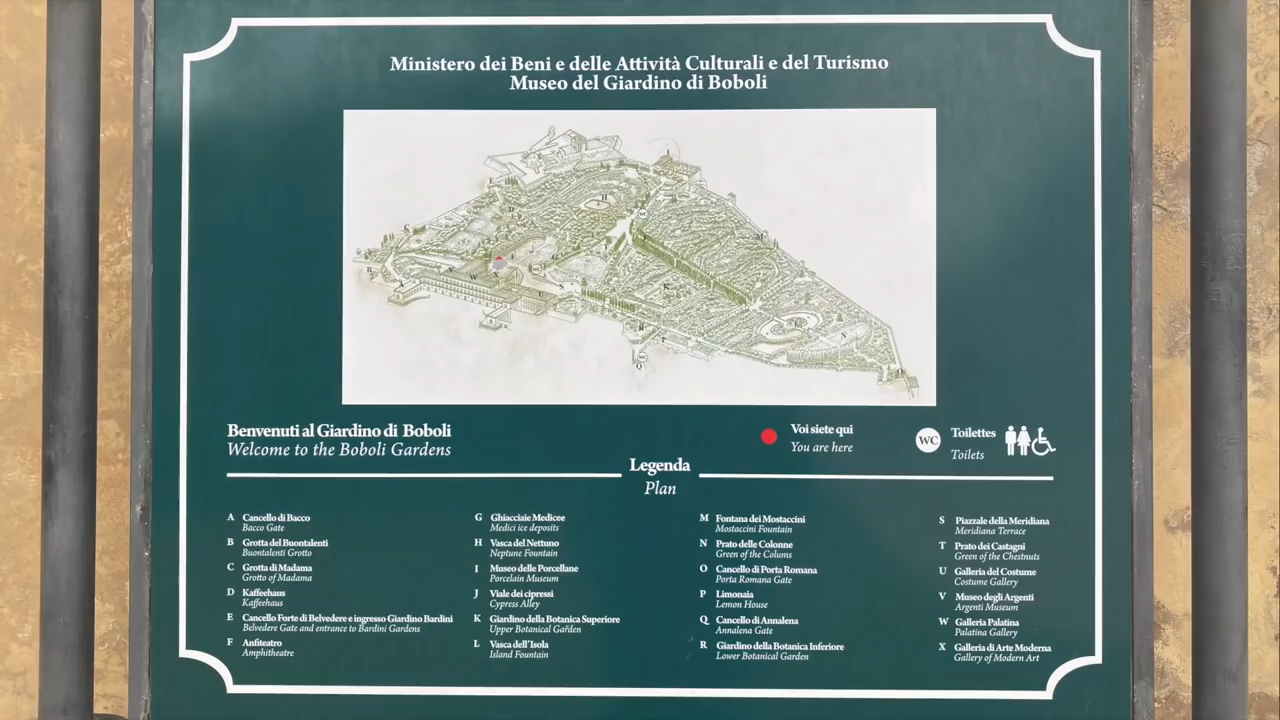 Ministero dei Beni e delle Attività Culturali e del Turismo
Museo del Giardino di Boboli
Benvenuti al Giardino di Boboli
Welcome to the Boboli Gardens
Voi siete qui
You are here
WC
Toilettes
Toilets
Legenda
Plan
A Cancello di Bacco
Bacco Gate
B Grotta del Buontalenti
Buontalenti Grotto
C Grotta di Madama
Grotto of Madama
D Kaffeehaus
Kaffeehaus
E Cancello Forte di Belvedere e ingresso Giardino Bardini
Belvedere Gate and entrance to Bardini Gardens
F Anfiteatro
Amphitheatre
G Ghiacciaie Medicee
Medici ice deposits
H Vasca del Nettuno
Neptune Fountain
I Museo delle Porcellane
Porcelain Museum
J Viale dei cipressi
Cypress Alley
K Giardino della Botanica Superiore
Upper Botanical Garden
L Vasca dell'Isola
Island Fountain
M Fontana dei Mostaccini
Mostaccini Fountain
N Prato delle Colonne
Green of the Colums
O Cancello di Porta Romana
Porta Romana Gate
P Limonaia
Lemon House
Q Cancello di Annalena
Annalena Gate
R Giardino della Botanica Inferiore
Lower Botanical Garden
S Piazzale della Meridiana
Meridiana Terrace
T Prato dei Castagni
Green of the Chestnuts
U Galleria del Costume
Costume Gallery
V Museo degli Argenti
Argenti Museum
W Galleria Palatina
Palatina Gallery
X Galleria di Arte Moderna
Gallery of Modern Art